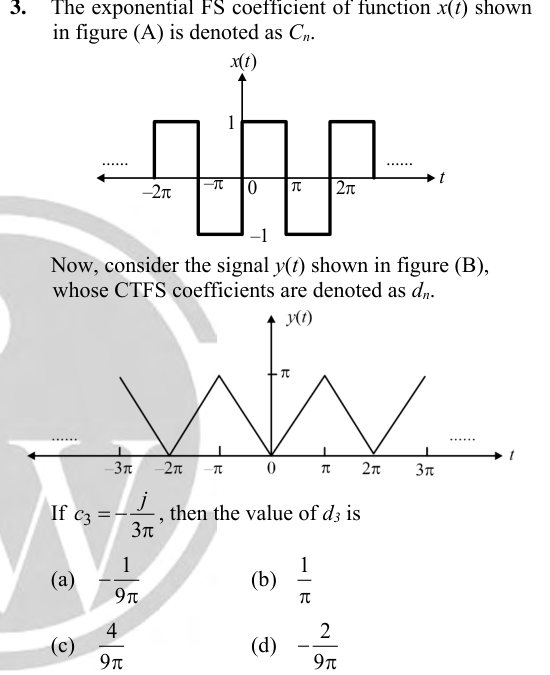 3. The exponential FS coefficient of function x(t) shown
in figure (A) is denoted as Cn.
x(t)
1
...... ......
t
–2π –π 0 π 2π
–1
Now, consider the signal y(t) shown in figure (B),
whose CTFS coefficients are denoted as dn.
y(t)
π
...... ......
t
–3π –2π –π 0 π 2π 3π
If c3 = –j/3π, then the value of d3 is
(a) –1/9π (b) 1/π
(c) 4/9π (d) –2/9π